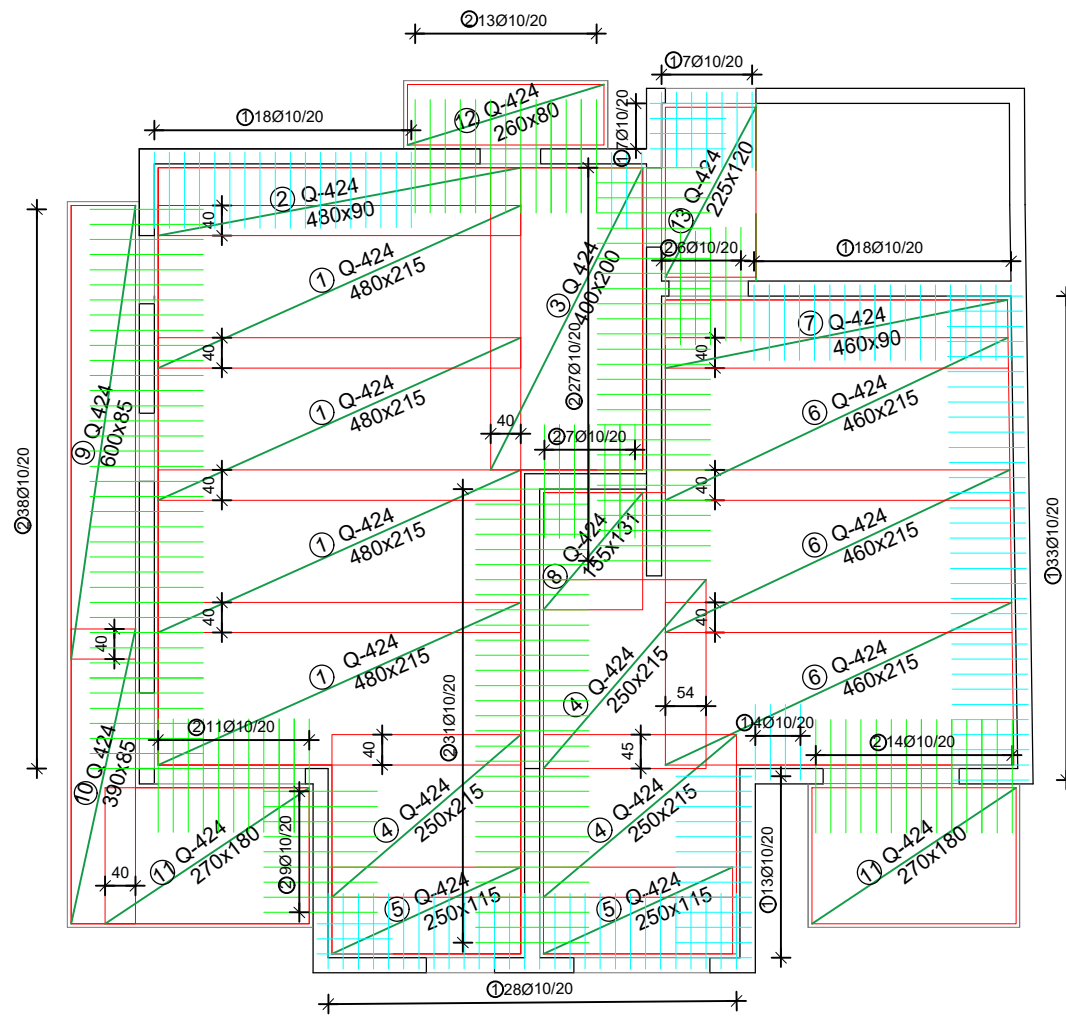 ②13Ø10/20
①7Ø10/20
①18Ø10/20
⑫ Q-424
260x80
①7Ø10/20
② Q-424
480x90
40
⑬ Q-424
225x120
②6Ø10/20
①18Ø10/20
① Q-424
480x215
③ Q-424
400x200
⑦ Q-424
460x90
40
40
②27Ø10/20
① Q-424
480x215
⑥ Q-424
460x215
40
②7Ø10/20
⑨ Q-424
600x85
②38Ø10/20
40
40
① Q-424
480x215
⑧ Q-424
155x131
⑥ Q-424
460x215
①33Ø10/20
40
40
40
① Q-424
480x215
④ Q-424
250x215
⑥ Q-424
460x215
54
②11Ø10/20
②31Ø10/20
①4Ø10/20
40
45
②14Ø10/20
⑩ Q-424
390x85
④ Q-424
250x215
④ Q-424
250x215
②9Ø10/20
①13Ø10/20
⑪ Q-424
270x180
40
⑪ Q-424
270x180
⑤ Q-424
250x115
⑤ Q-424
250x115
①28Ø10/20